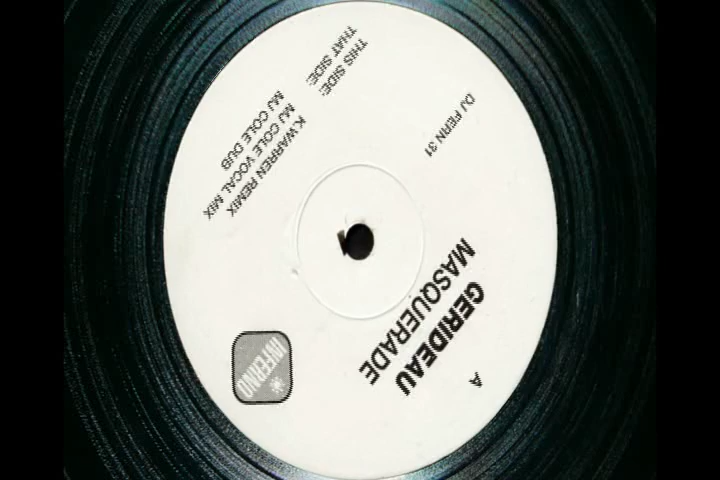 GERIDEAU
MASQUERADE
A
DJ FERN 31
THIS SIDE: K.WARREN REMIX
THAT SIDE: MJ COLE VOCAL MIX
MJ COLE DUB
INFERNO